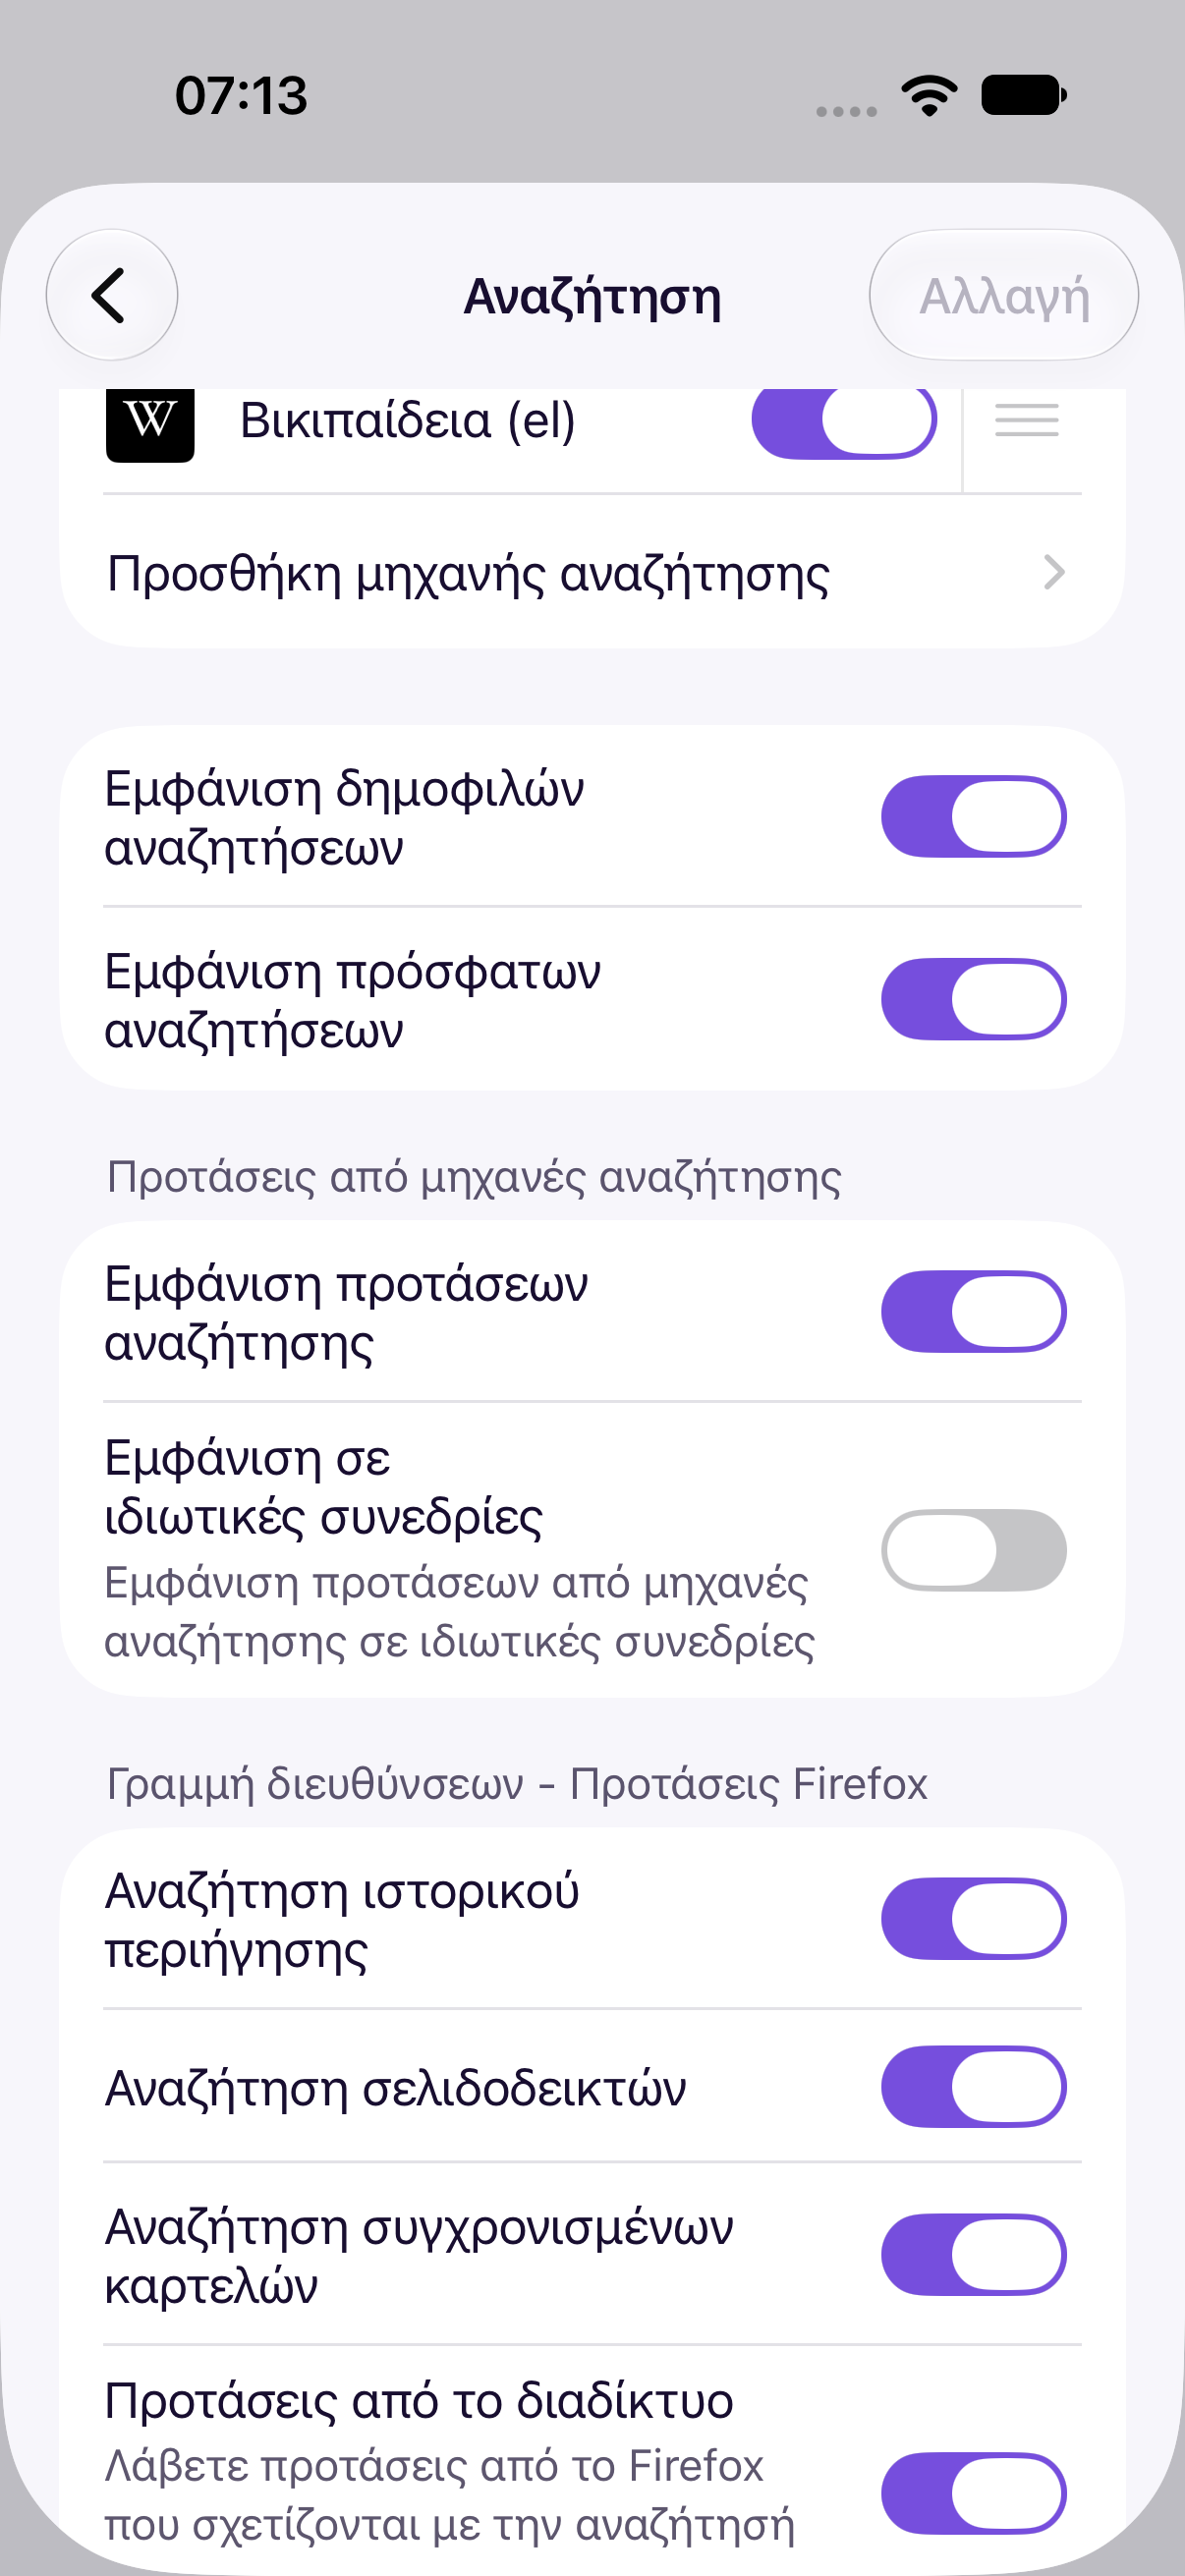 07:13
Αναζήτηση
Αλλαγή
W
Βικιπαίδεια (el)
Προσθήκη μηχανής αναζήτησης
Εμφάνιση δημοφιλών
αναζητήσεων
Εμφάνιση πρόσφατων
αναζητήσεων
Προτάσεις από μηχανές αναζήτησης
Εμφάνιση προτάσεων
αναζήτησης
Εμφάνιση σε
ιδιωτικές συνεδρίες
Εμφάνιση προτάσεων από μηχανές
αναζήτησης σε ιδιωτικές συνεδρίες
Γραμμή διευθύνσεων - Προτάσεις Firefox
Αναζήτηση ιστορικού
περιήγησης
Αναζήτηση σελιδοδεικτών
Αναζήτηση συγχρονισμένων
καρτελών
Προτάσεις από το διαδίκτυο
Λάβετε προτάσεις από το Firefox
που σχετίζονται με την αναζήτησή